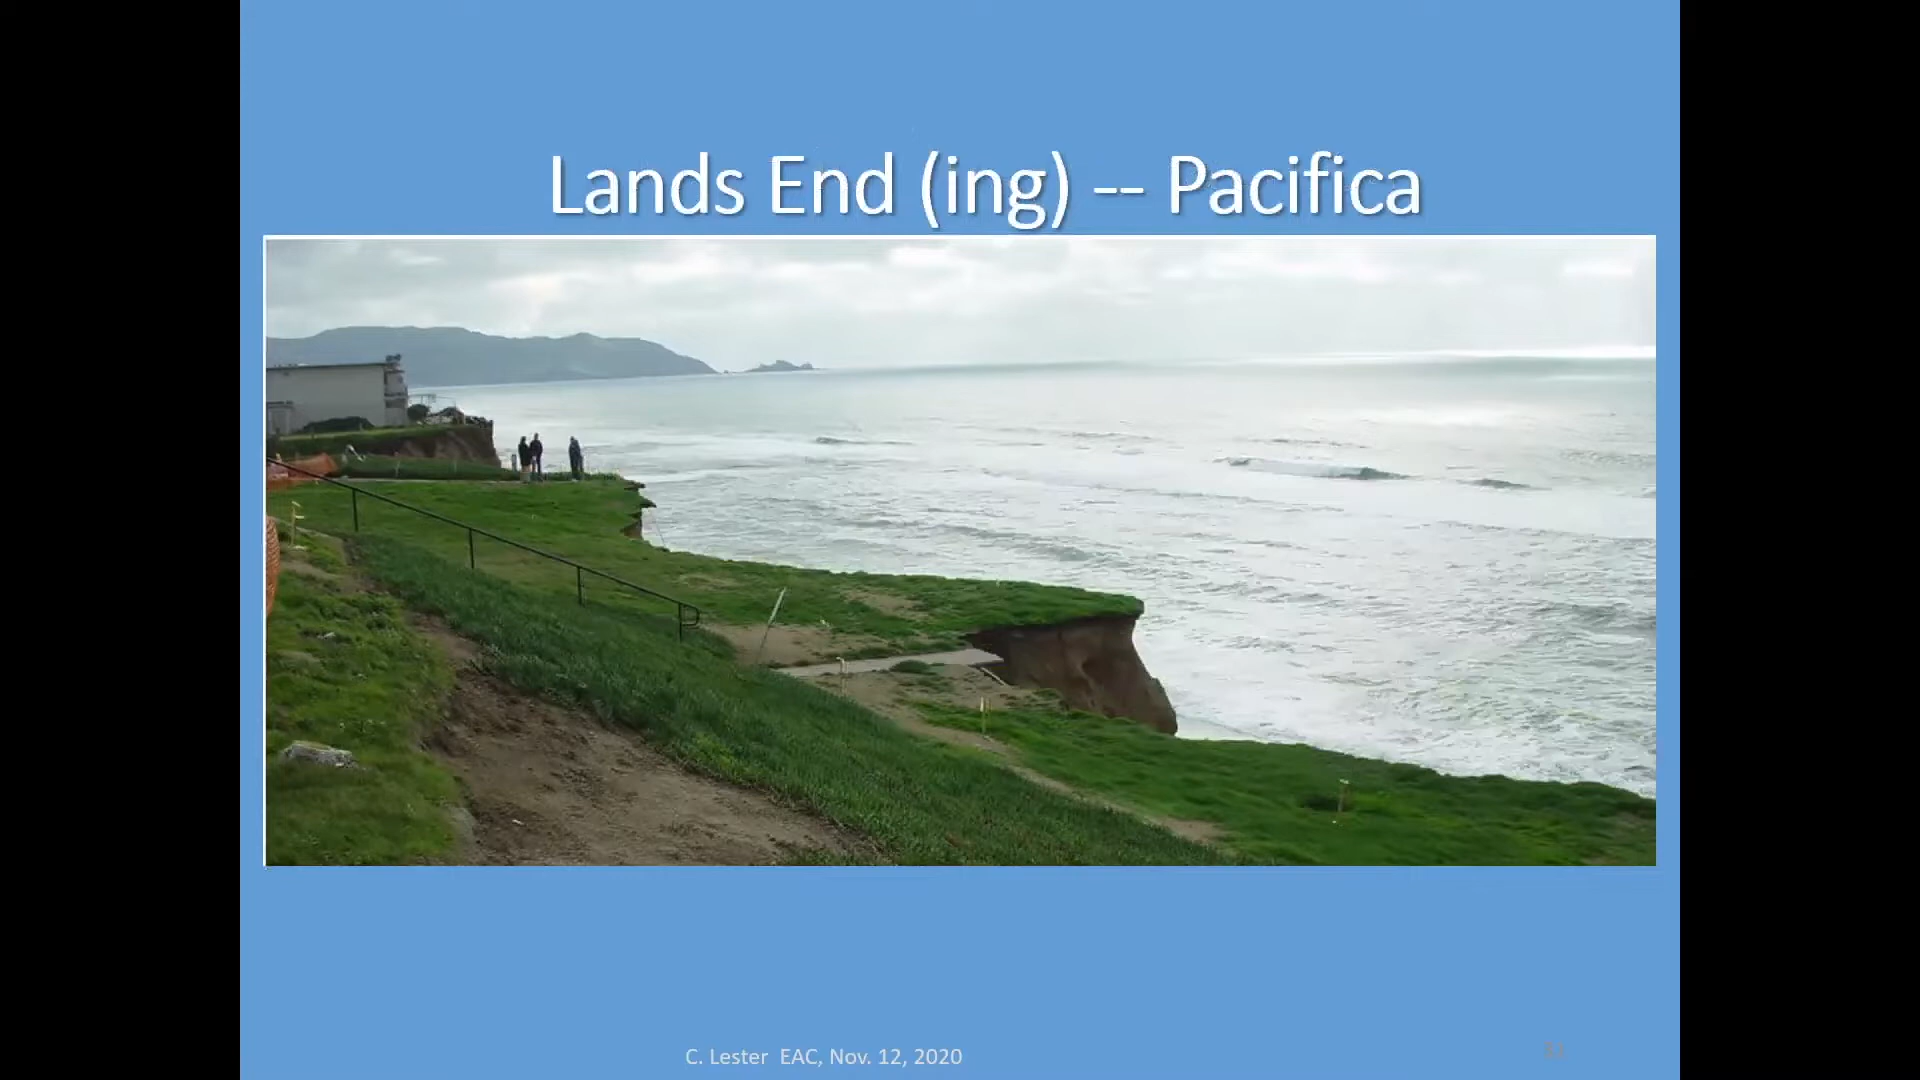 Lands End (ing) -- Pacifica
C. Lester  EAC, Nov. 12, 2020